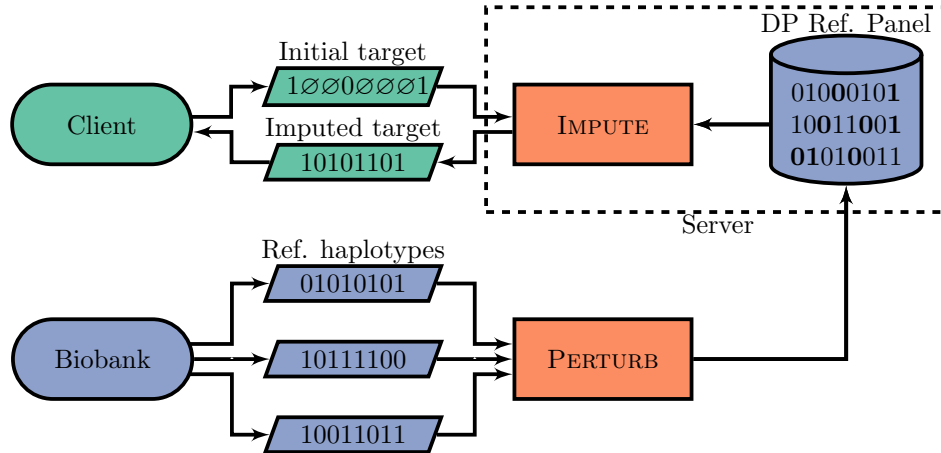 DP Ref. Panel
Initial target
1∅∅0∅∅∅1
01000101
Client
IMPUTE
Imputed target
10011001
10101101
01010011
Server
Ref. haplotypes
01010101
Biobank
10111100
PERTURB
10011011